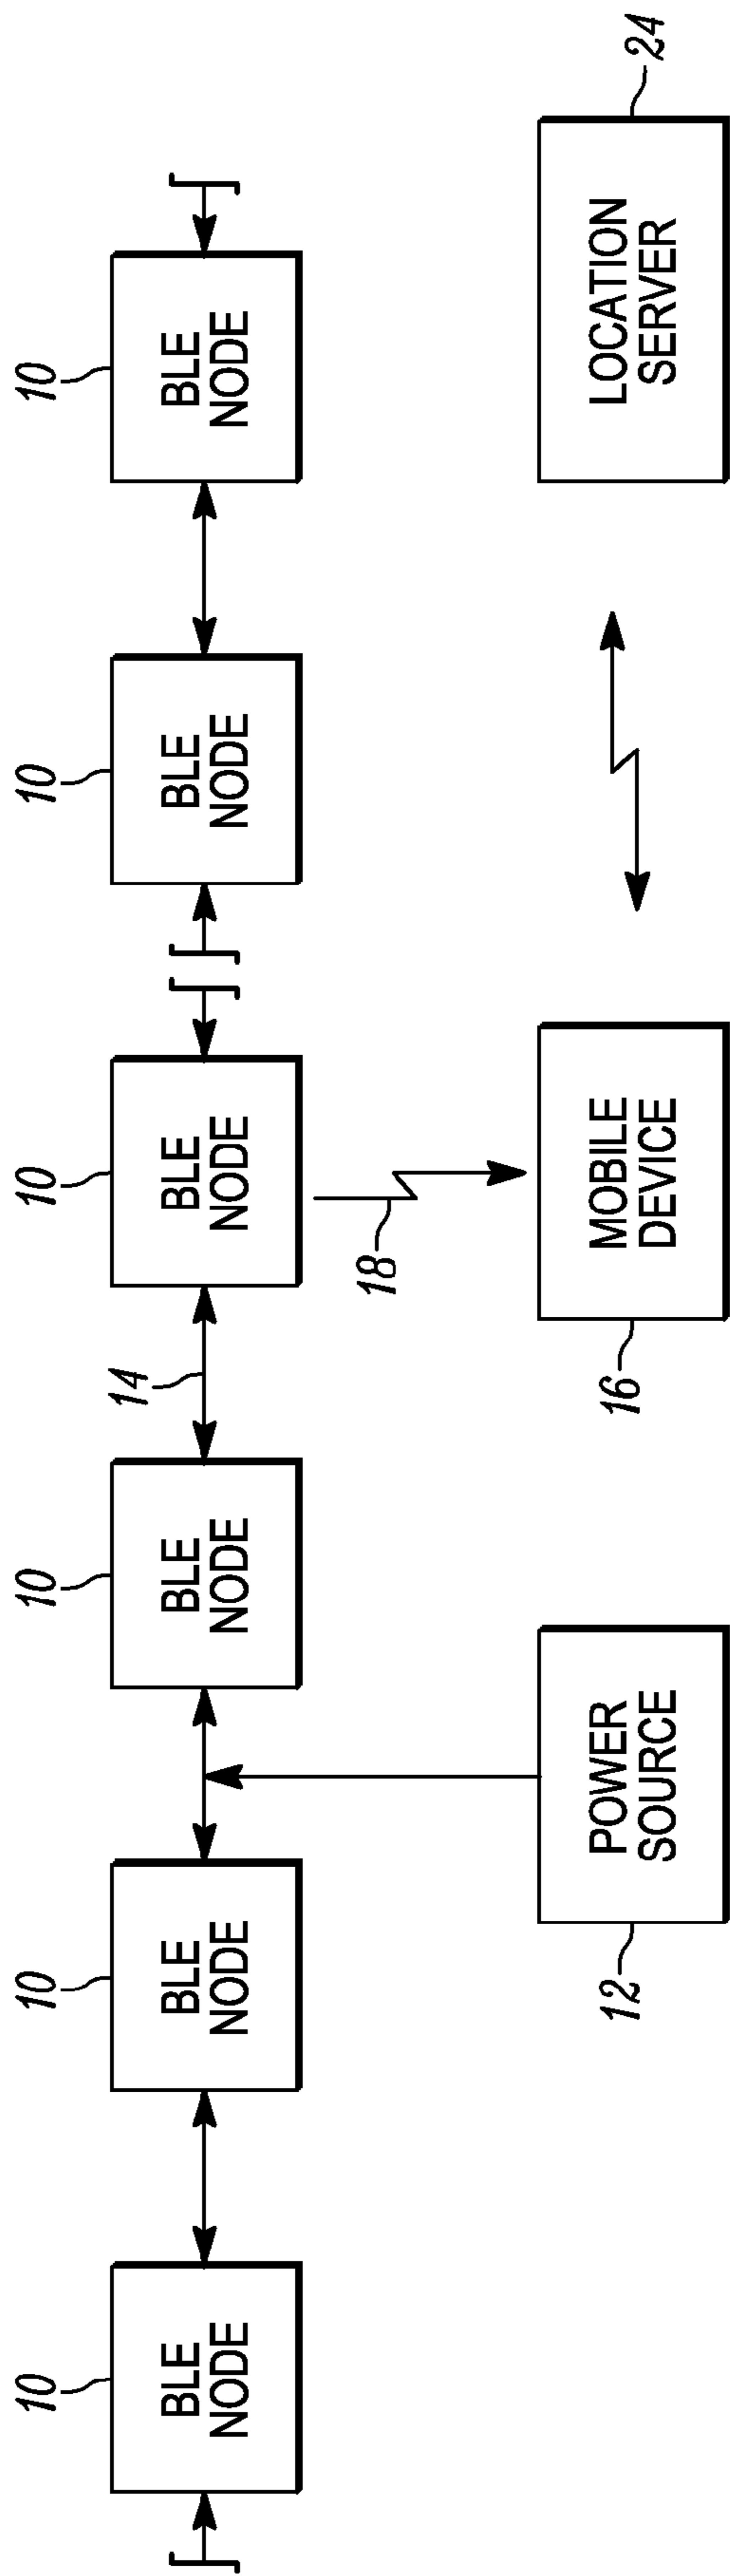 10
10
10
10
10
10
BLE
NODE
BLE
NODE
BLE
NODE
BLE
NODE
BLE
NODE
BLE
NODE
14
18
12
POWER
SOURCE
16
MOBILE
DEVICE
LOCATION
SERVER
24